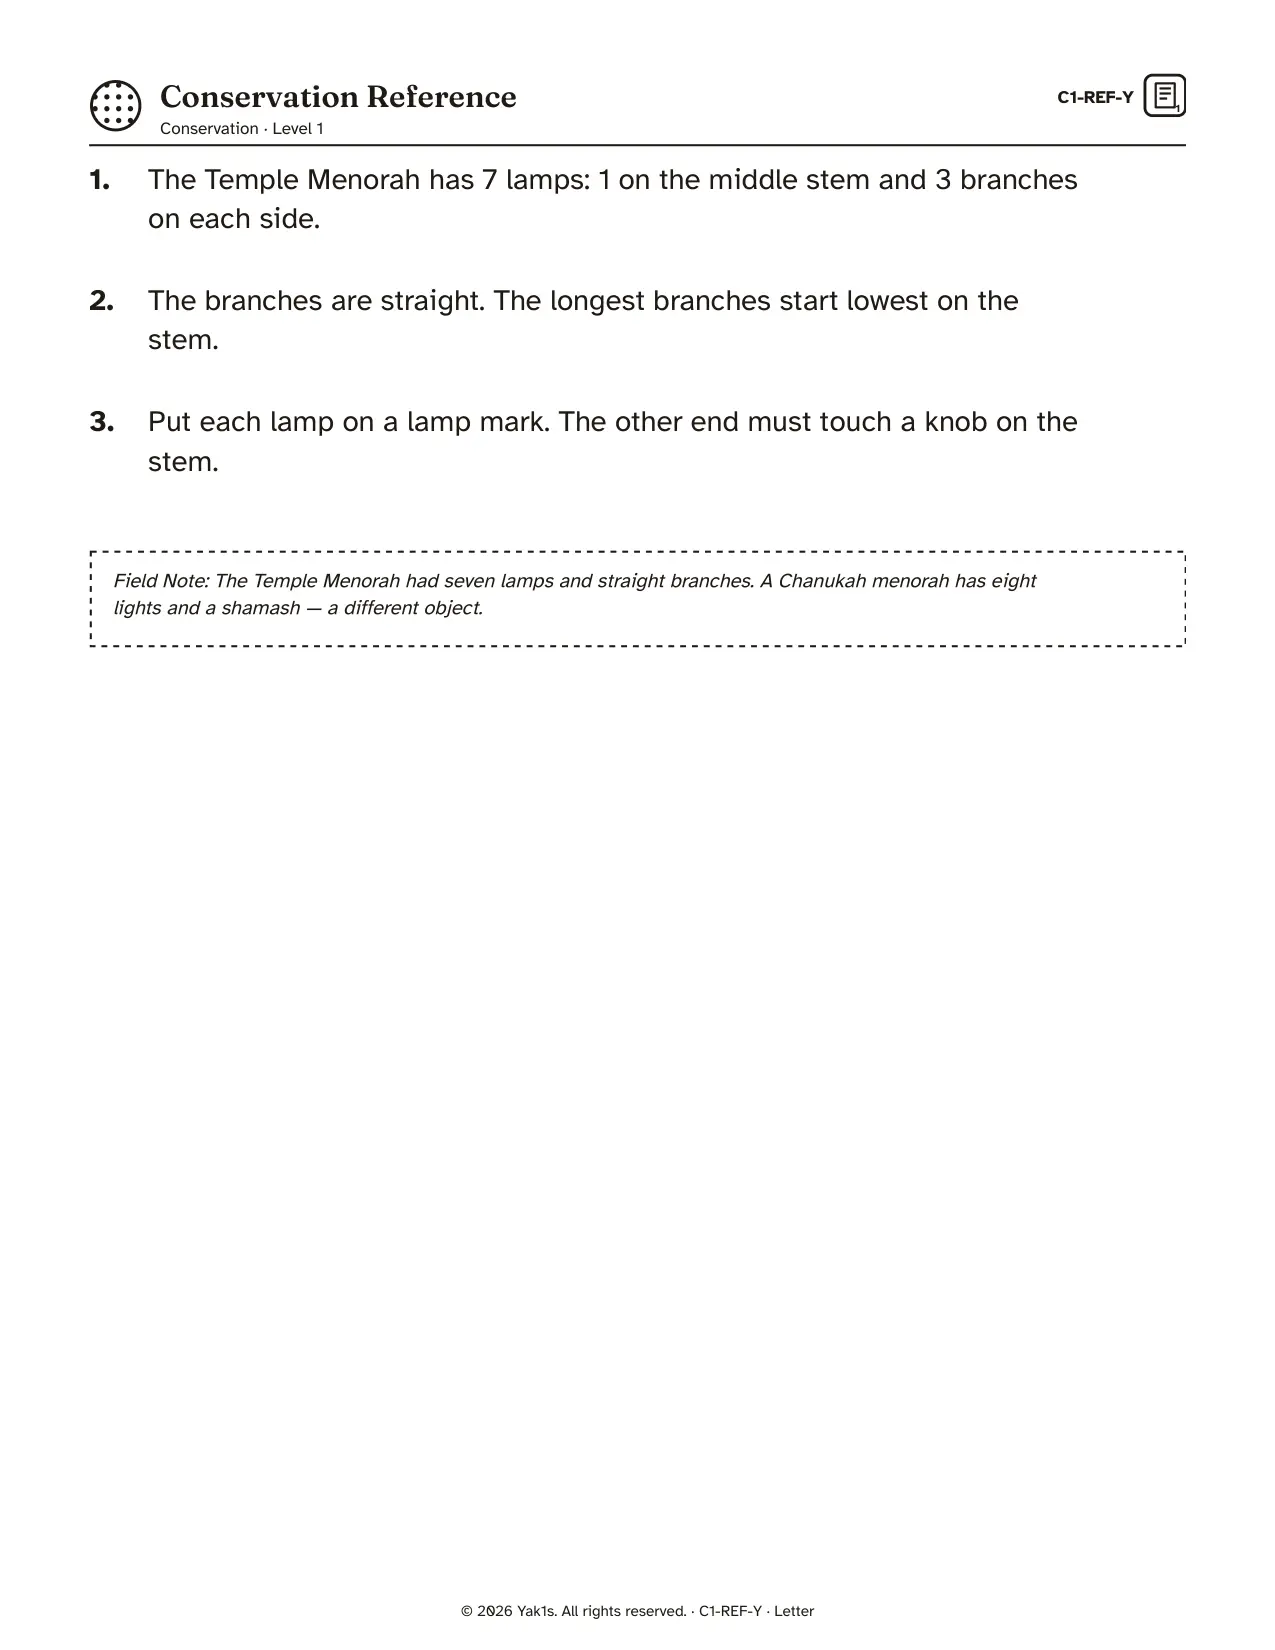 Conservation Reference
Conservation · Level 1
C1-REF-Y
1
1. The Temple Menorah has 7 lamps: 1 on the middle stem and 3 branches
on each side.
2. The branches are straight. The longest branches start lowest on the
stem.
3. Put each lamp on a lamp mark. The other end must touch a knob on the
stem.
Field Note: The Temple Menorah had seven lamps and straight branches. A Chanukah menorah has eight
lights and a shamash — a different object.
© 2026 Yak1s. All rights reserved. · C1-REF-Y · Letter